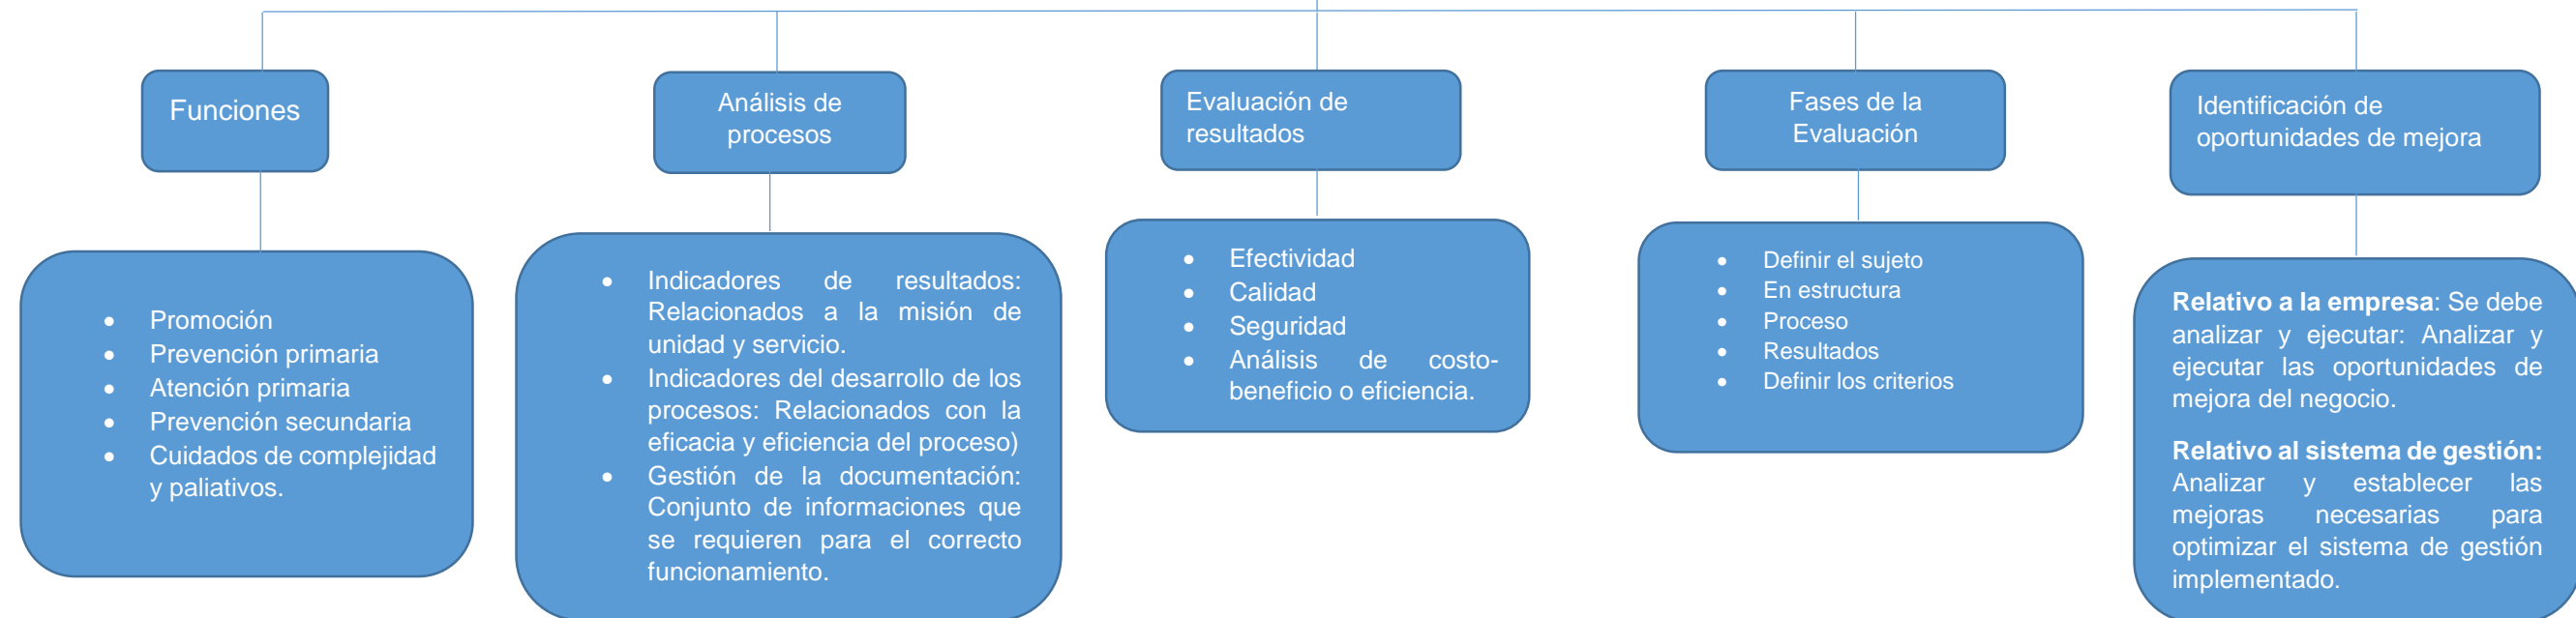 Funciones
Análisis de
procesos
Evaluación de
resultados
Fases de la
Evaluación
Identificación de
oportunidades de mejora
• Promoción
• Prevención primaria
• Atención primaria
• Prevención secundaria
• Cuidados de complejidad
y paliativos.
• Indicadores de resultados:
Relacionados a la misión de
unidad y servicio.
• Indicadores del desarrollo de los
procesos: Relacionados con la
eficacia y eficiencia del proceso)
• Gestión de la documentación:
Conjunto de informaciones que
se requieren para el correcto
funcionamiento.
• Efectividad
• Calidad
• Seguridad
• Análisis de costo-
beneficio o eficiencia.
• Definir el sujeto
• En estructura
• Proceso
• Resultados
• Definir los criterios
Relativo a la empresa: Se debe
analizar y ejecutar: Analizar y
ejecutar las oportunidades de
mejora del negocio.
Relativo al sistema de gestión:
Analizar y establecer las
mejoras necesarias para
optimizar el sistema de gestión
implementado.